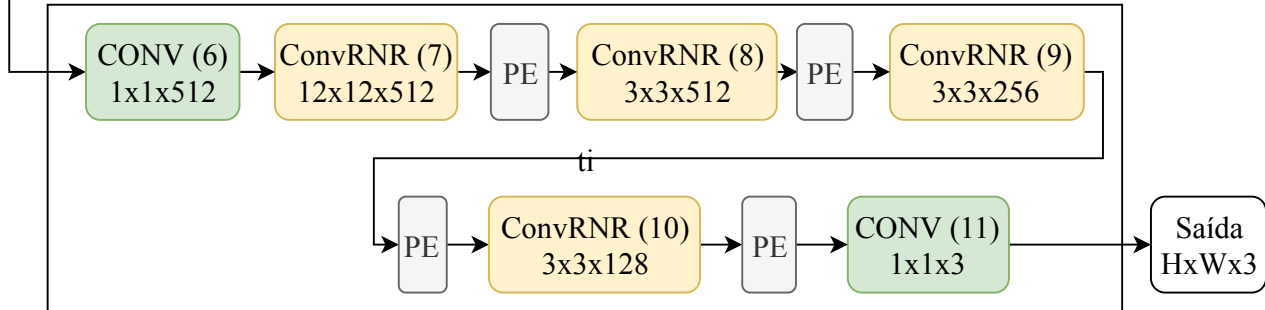 CONV (6)
1x1x512
ConvRNR (7)
12x12x512
PE
ConvRNR (8)
3x3x512
PE
ConvRNR (9)
3x3x256
ti
PE
ConvRNR (10)
3x3x128
PE
CONV (11)
1x1x3
Saída
HxWx3